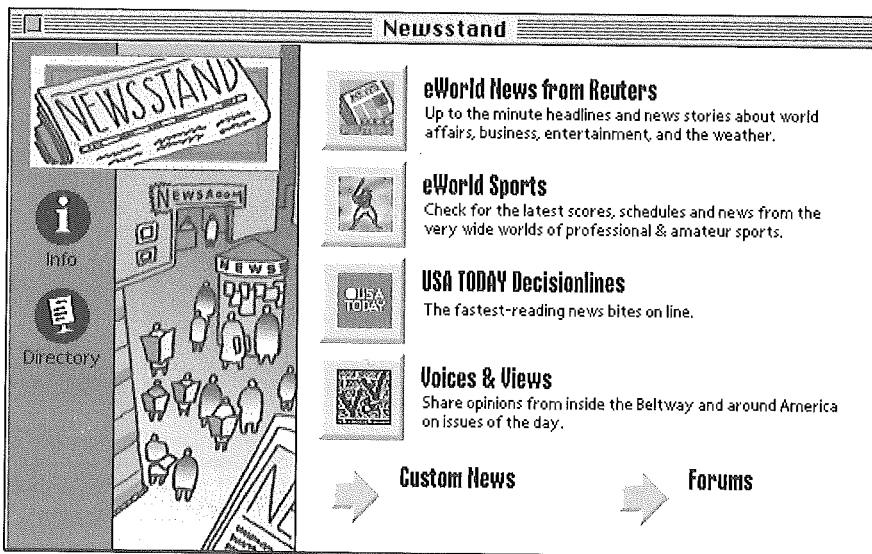 Newsstand
NEWSSTAND
Info
Directory
NEWSROOM
NEWS
eWorld News from Reuters
Up to the minute headlines and news stories about world
affairs, business, entertainment, and the weather.
NEWS
eWorld Sports
Check for the latest scores, schedules and news from the
very wide worlds of professional & amateur sports.
USA TODAY Decisionlines
The fastest-reading news bites on line.
USA
TODAY
Voices & Views
Share opinions from inside the Beltway and around America
on issues of the day.
Custom News
Forums